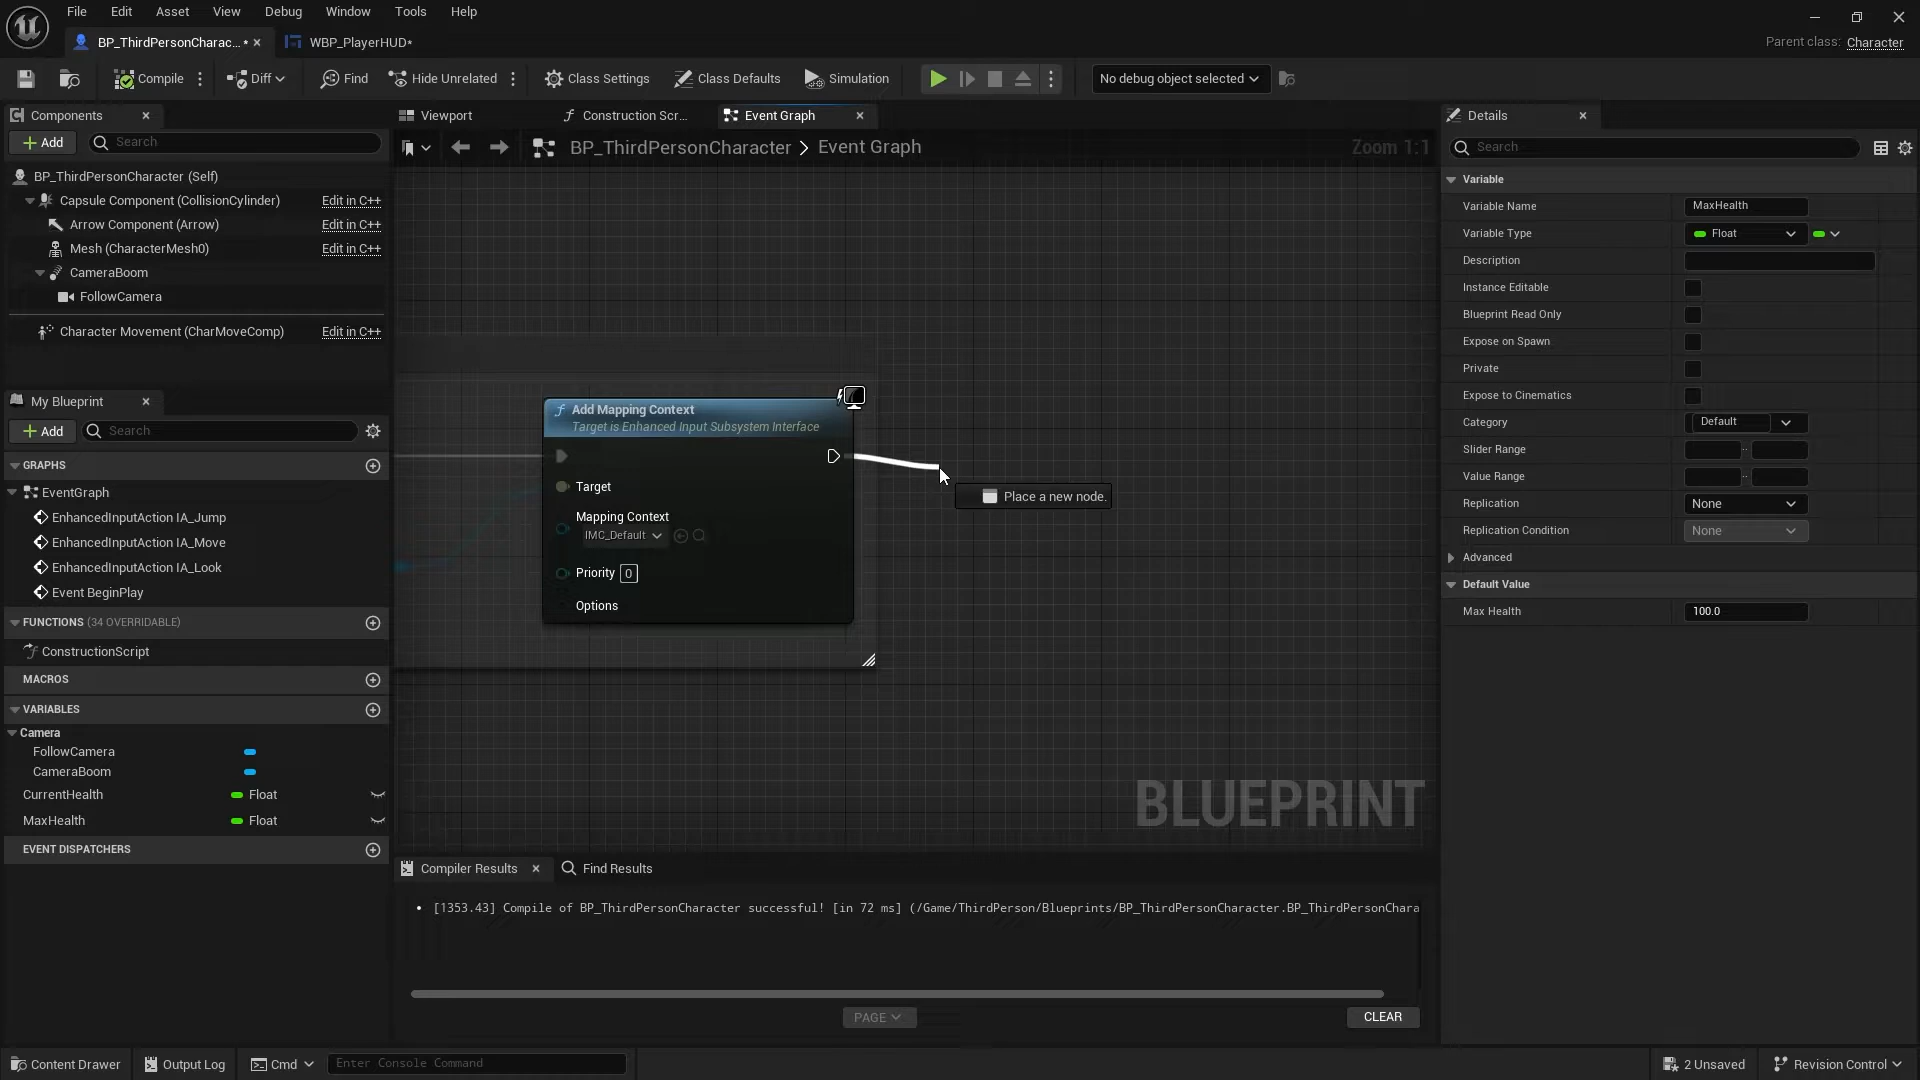 File Edit Asset View Debug Window Tools Help
BP_ThirdPersonCharac... • WBP_PlayerHUD•
Parent class: Character
Compile Diff Find Hide Unrelated Class Settings Class Defaults Simulation No debug object selected
Components
Add Search
BP_ThirdPersonCharacter (Self)
Capsule Component (CollisionCylinder) Edit in C++
Arrow Component (Arrow) Edit in C++
Mesh (CharacterMesh0) Edit in C++
CameraBoom
FollowCamera
Character Movement (CharMoveComp) Edit in C++
My Blueprint
Add Search
GRAPHS
EventGraph
EnhancedInputAction IA_Jump
EnhancedInputAction IA_Move
EnhancedInputAction IA_Look
Event BeginPlay
FUNCTIONS (34 OVERRIDABLE)
ConstructionScript
MACROS
VARIABLES
Camera
FollowCamera
CameraBoom
CurrentHealth Float
MaxHealth Float
EVENT DISPATCHERS
Viewport Construction Scr... Event Graph
BP_ThirdPersonCharacter > Event Graph Zoom 1:1
Add Mapping Context
Target is Enhanced Input Subsystem Interface
Target
Mapping Context
IMC_Default
Priority 0
Options
Place a new node.
BLUEPRINT
Compiler Results Find Results
[1353.43] Compile of BP_ThirdPersonCharacter successful! [in 72 ms] (/Game/ThirdPerson/Blueprints/BP_ThirdPersonCharacter.BP_ThirdPersonChara
PAGE CLEAR
Details
Search
Variable
Variable Name MaxHealth
Variable Type Float
Description
Instance Editable
Blueprint Read Only
Expose on Spawn
Private
Expose to Cinematics
Category Default
Slider Range
Value Range
Replication None
Replication Condition None
Advanced
Default Value
Max Health 100.0
Content Drawer Output Log Cmd Enter Console Command 2 Unsaved Revision Control